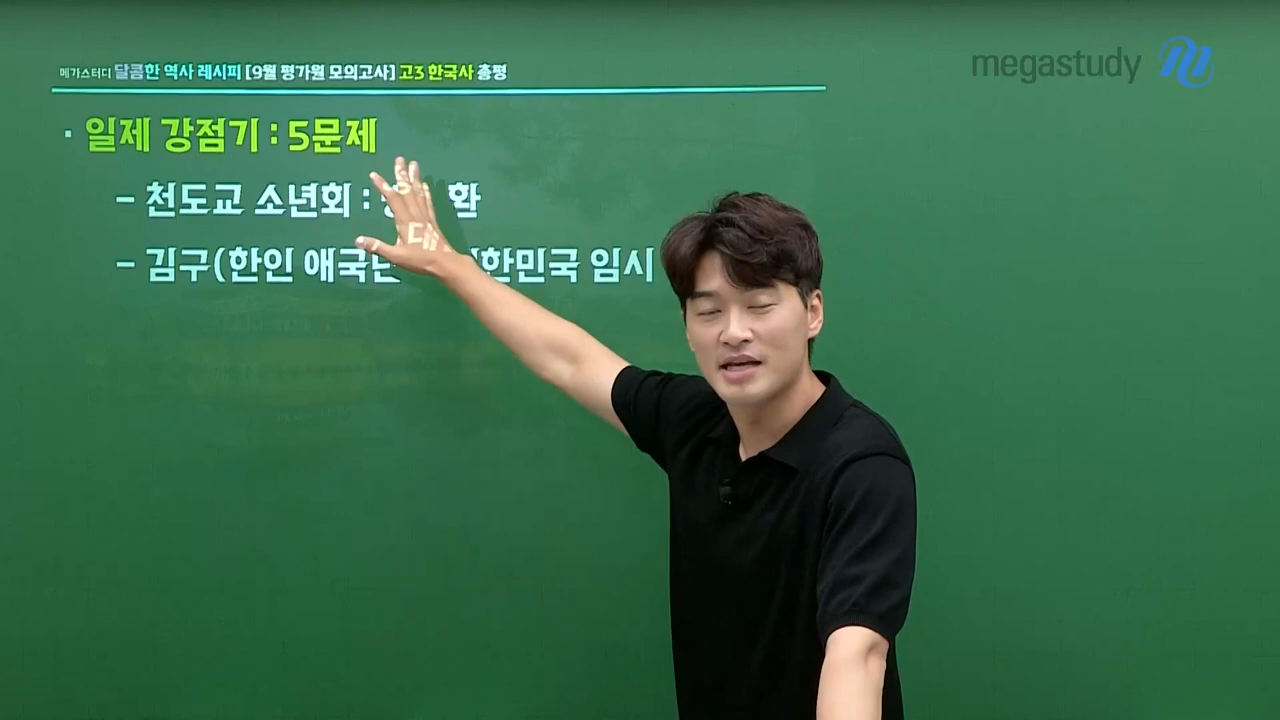 메가스터디 달콤한 역사 레시피 [9월 평가원 모의고사] 고3 한국사 총평
megastudy
· 일제 강점기 : 5문제
- 천도교 소년회 : 환
- 김구(한인 애국단 대한민국 임시